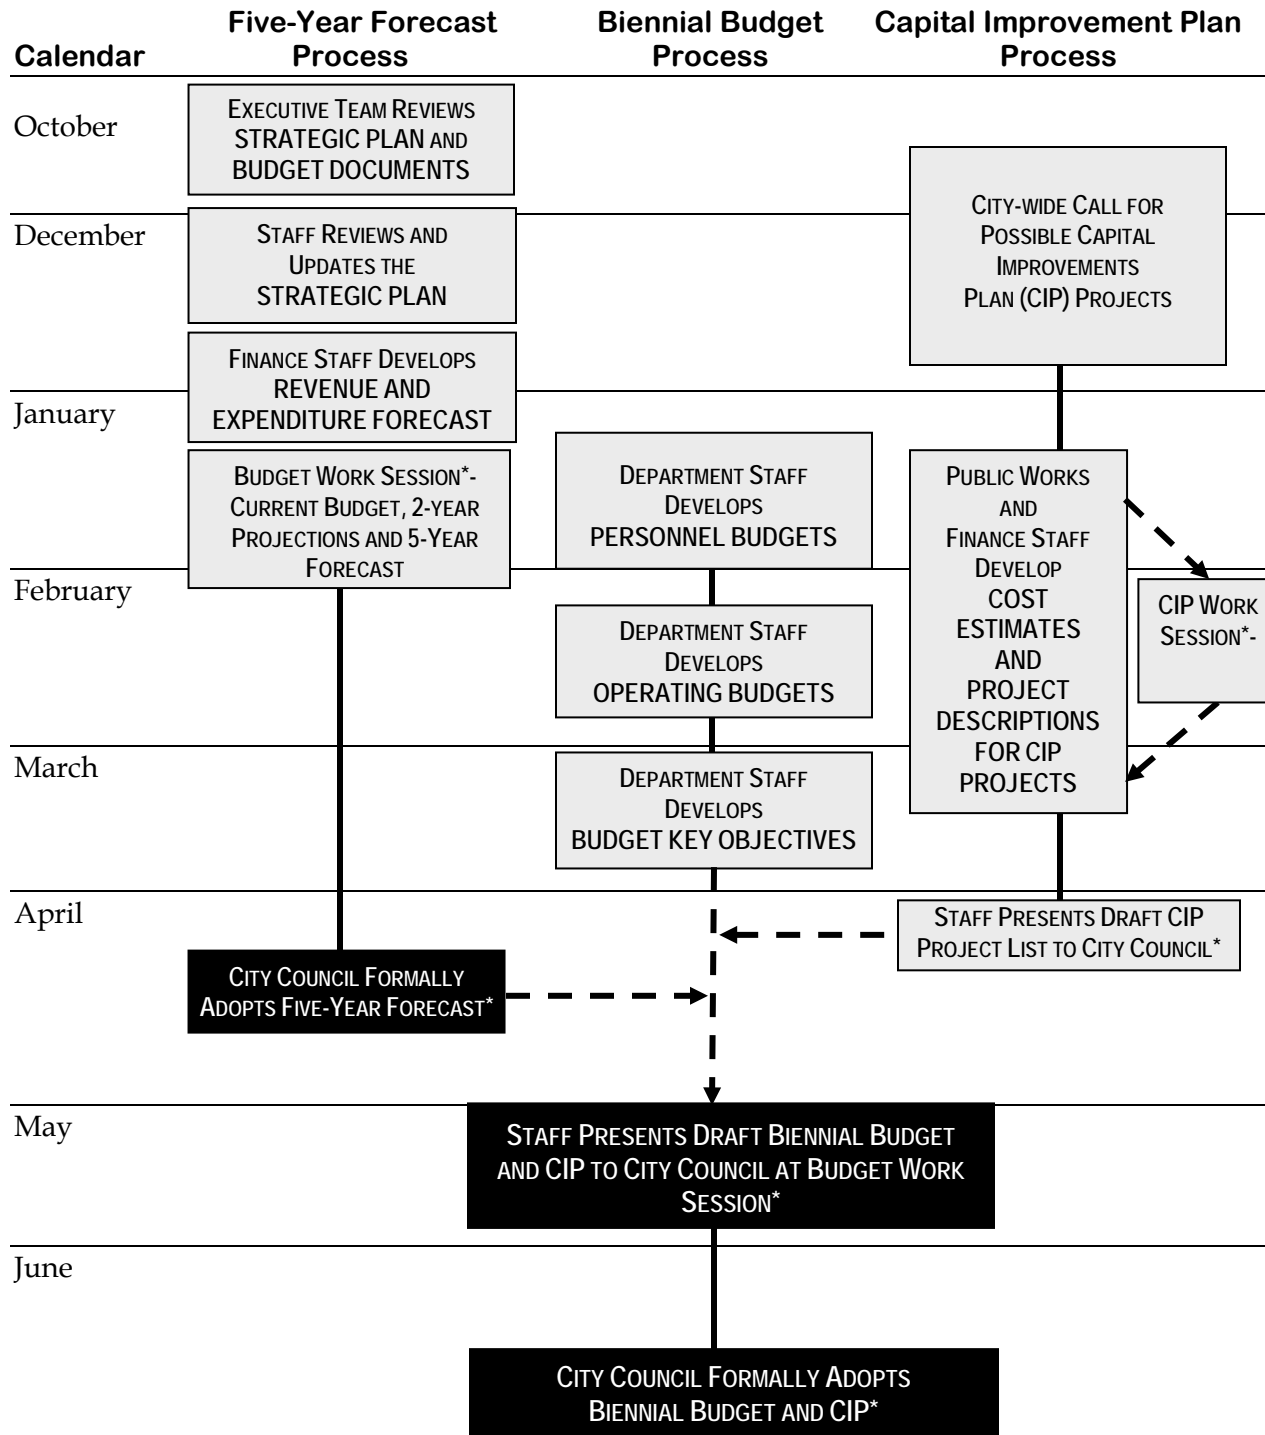 Calendar
Five-Year Forecast
Process
Biennial Budget
Process
Capital Improvement Plan
Process
October
EXECUTIVE TEAM REVIEWS
STRATEGIC PLAN AND
BUDGET DOCUMENTS
CITY-WIDE CALL FOR
POSSIBLE CAPITAL
IMPROVEMENTS
PLAN (CIP) PROJECTS
December
STAFF REVIEWS AND
UPDATES THE
STRATEGIC PLAN
FINANCE STAFF DEVELOPS
REVENUE AND
EXPENDITURE FORECAST
January
BUDGET WORK SESSION*-
CURRENT BUDGET, 2-YEAR
PROJECTIONS AND 5-YEAR
FORECAST
DEPARTMENT STAFF
DEVELOPS
PERSONNEL BUDGETS
PUBLIC WORKS
AND
FINANCE STAFF
DEVELOP
COST
ESTIMATES
AND
PROJECT
DESCRIPTIONS
FOR CIP
PROJECTS
February
DEPARTMENT STAFF
DEVELOPS
OPERATING BUDGETS
CIP WORK
SESSION*-
March
DEPARTMENT STAFF
DEVELOPS
BUDGET KEY OBJECTIVES
April
STAFF PRESENTS DRAFT CIP
PROJECT LIST TO CITY COUNCIL*
CITY COUNCIL FORMALLY
ADOPTS FIVE-YEAR FORECAST*
May
STAFF PRESENTS DRAFT BIENNIAL BUDGET
AND CIP TO CITY COUNCIL AT BUDGET WORK
SESSION*
June
CITY COUNCIL FORMALLY ADOPTS
BIENNIAL BUDGET AND CIP*